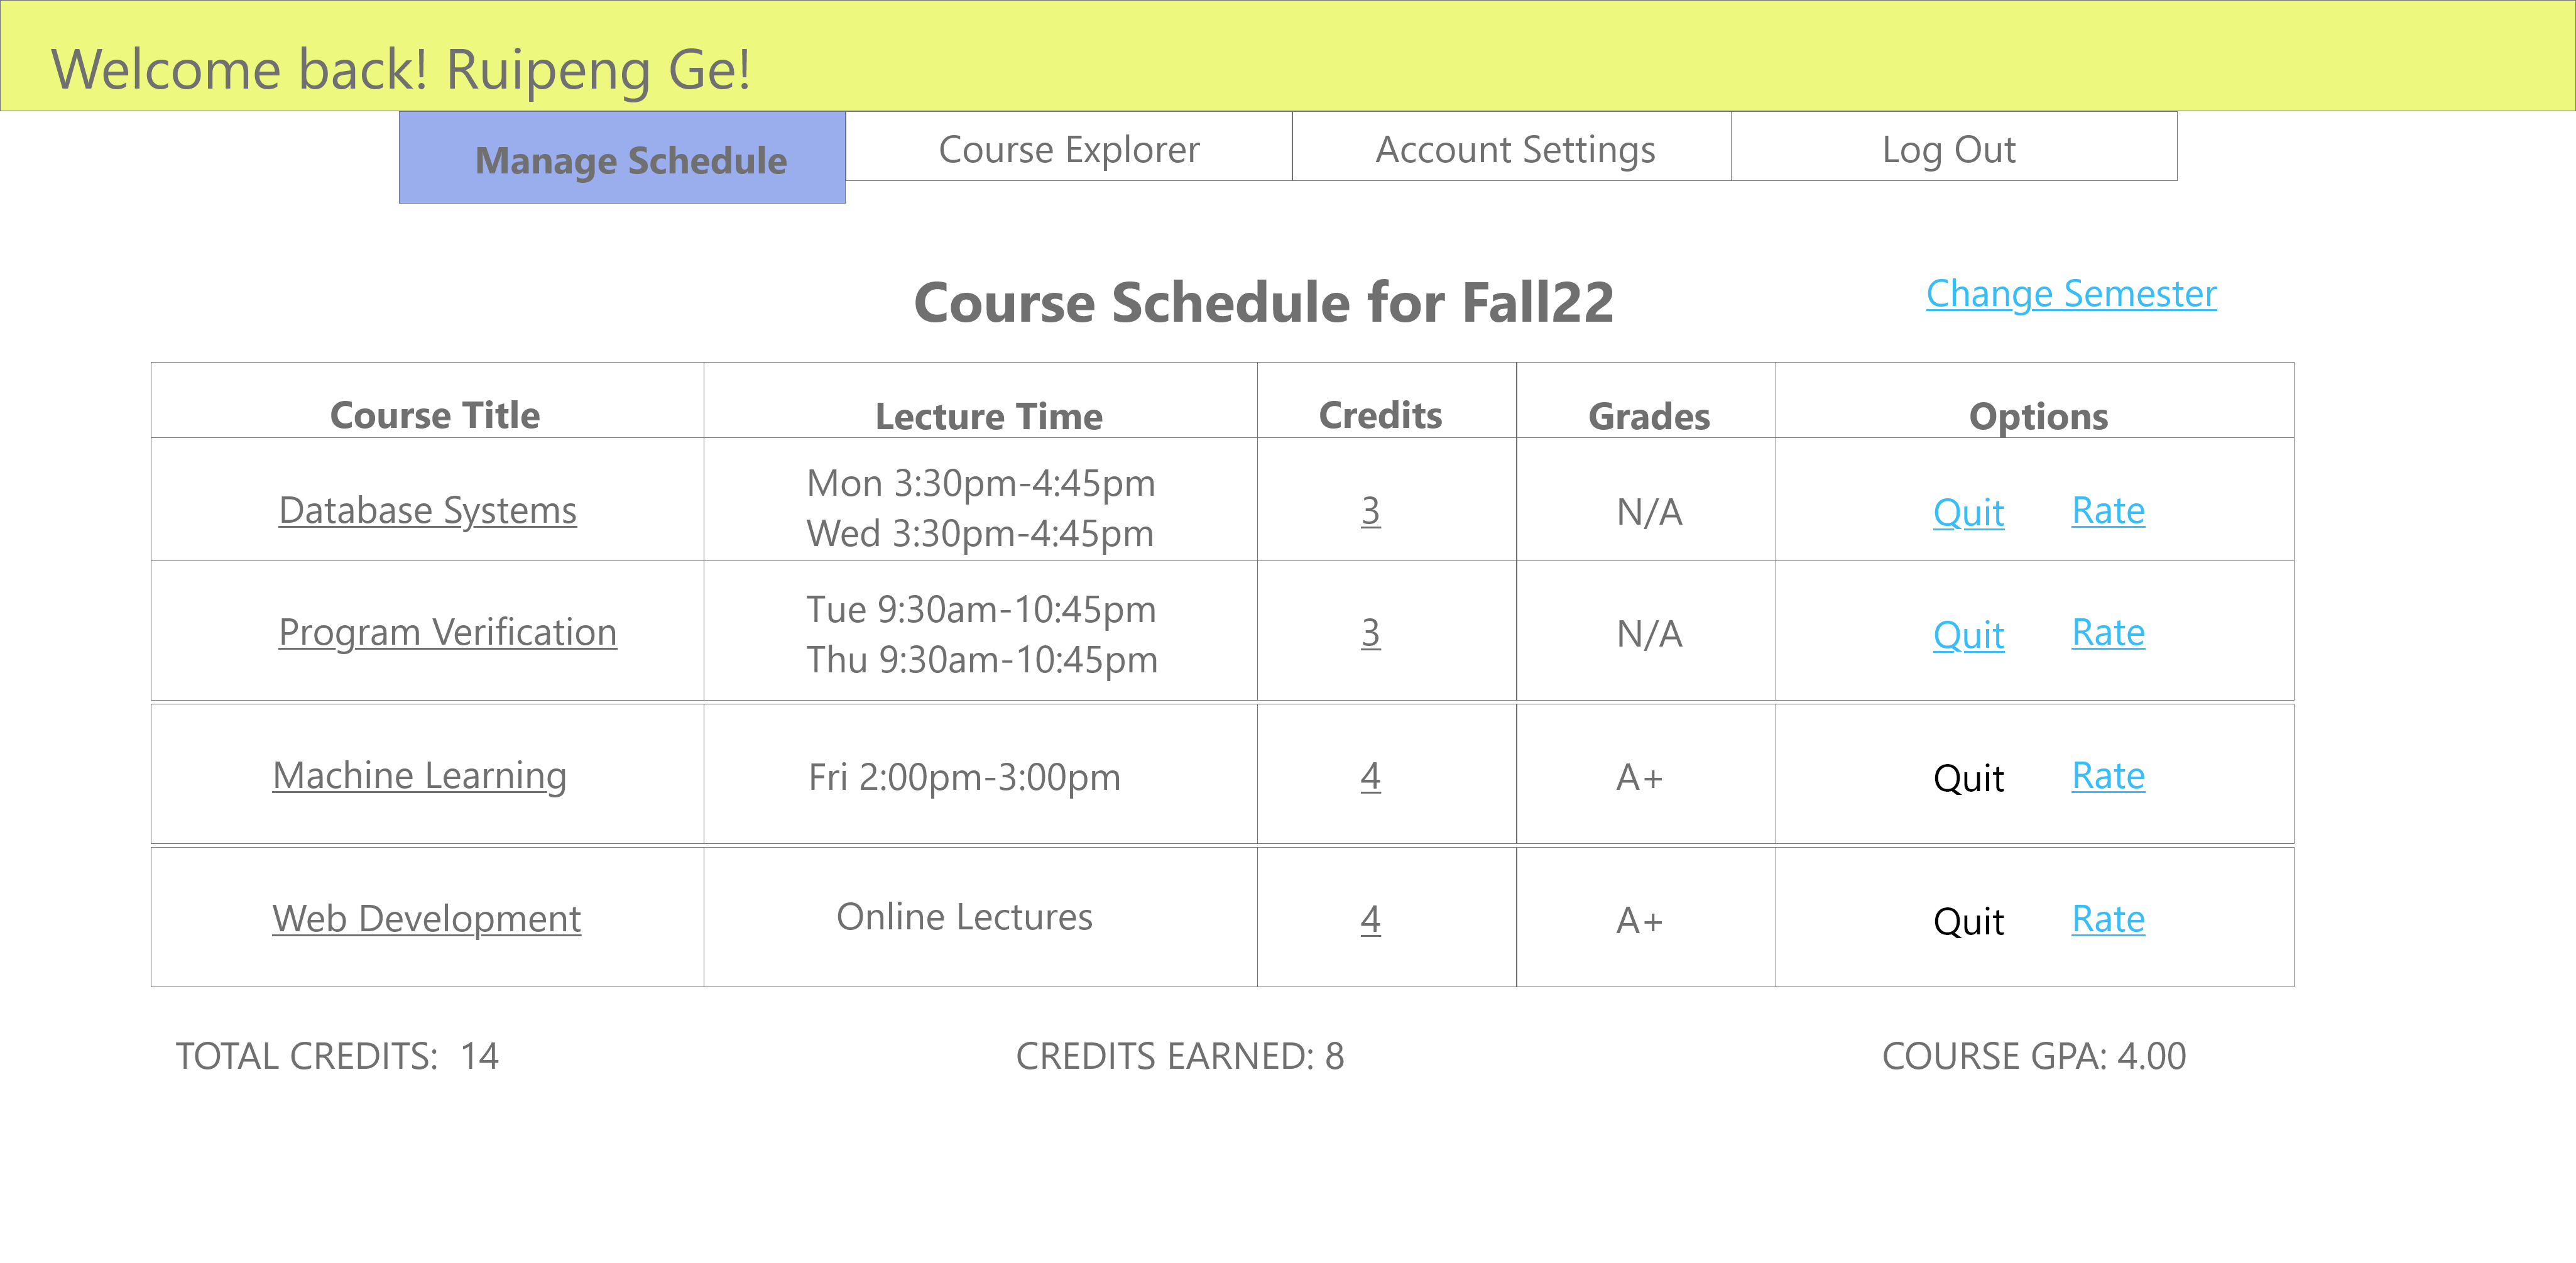 Welcome back! Ruipeng Ge!
Manage Schedule
Course Explorer
Account Settings
Log Out
Course Schedule for Fall22
Change Semester
Course Title
Lecture Time
Credits
Grades
Options
Database Systems
Mon 3:30pm-4:45pm
Wed 3:30pm-4:45pm
3
N/A
Quit
Rate
Program Verification
Tue 9:30am-10:45pm
Thu 9:30am-10:45pm
3
N/A
Quit
Rate
Machine Learning
Fri 2:00pm-3:00pm
4
A+
Quit
Rate
Web Development
Online Lectures
4
A+
Quit
Rate
TOTAL CREDITS: 14
CREDITS EARNED: 8
COURSE GPA: 4.00